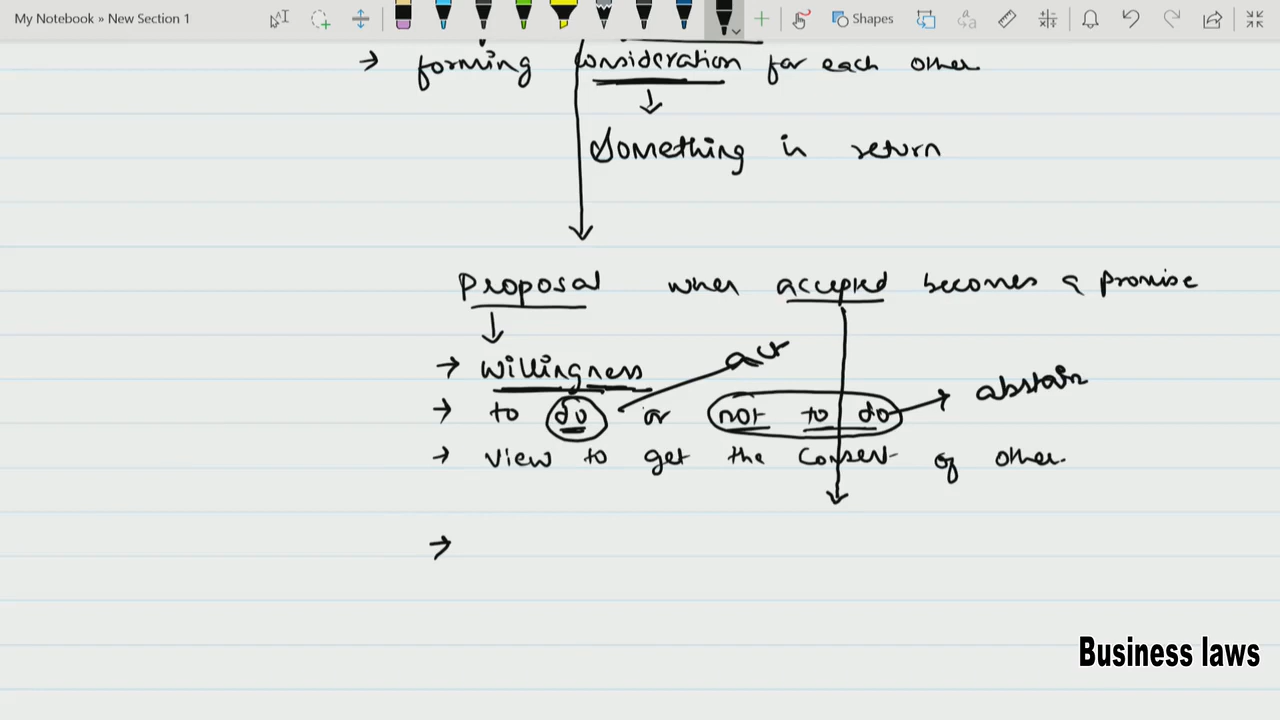 My Notebook » New Section 1
Shapes
→ forming consideration for each other
Something in return
Proposal when accepted becomes a promise
→ willingness
act
→ to do or not to do → abstain
→ view to get the consent of other.
→
Business laws